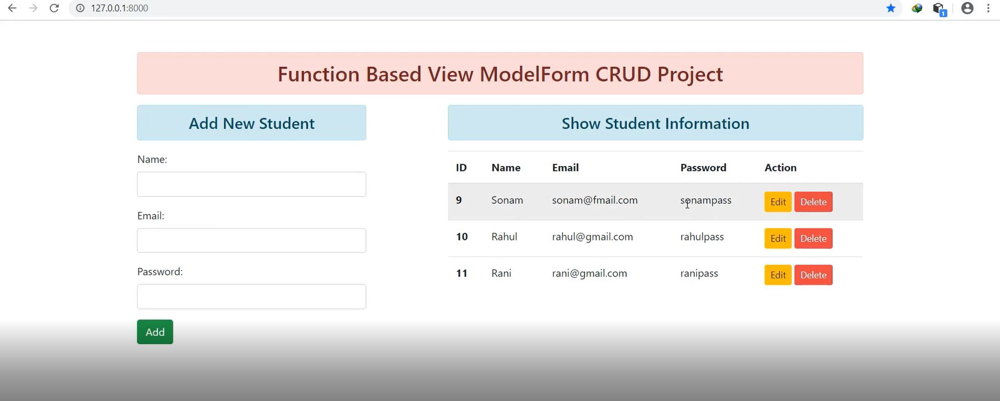 127.0.0.1:8000
1
Function Based View ModelForm CRUD Project
Add New Student
Name:
Email:
Password:
Add
Show Student Information
ID Name Email Password Action
9 Sonam sonam@fmail.com sonampass Edit Delete
10 Rahul rahul@gmail.com rahulpass Edit Delete
11 Rani rani@gmail.com ranipass Edit Delete